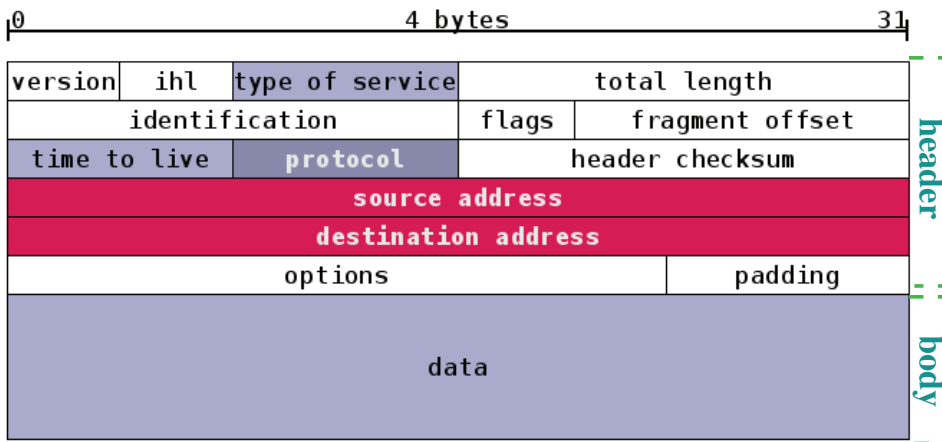 0 4 bytes 31
version ihl type of service total length
identification flags fragment offset
time to live protocol header checksum
source address
destination address
options padding
header
data
body